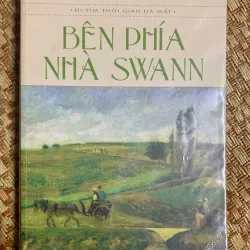 • ĐI TÌM THỜI GIAN ĐÃ MẤT •
BÊN PHÍA
NHÀ SWANN